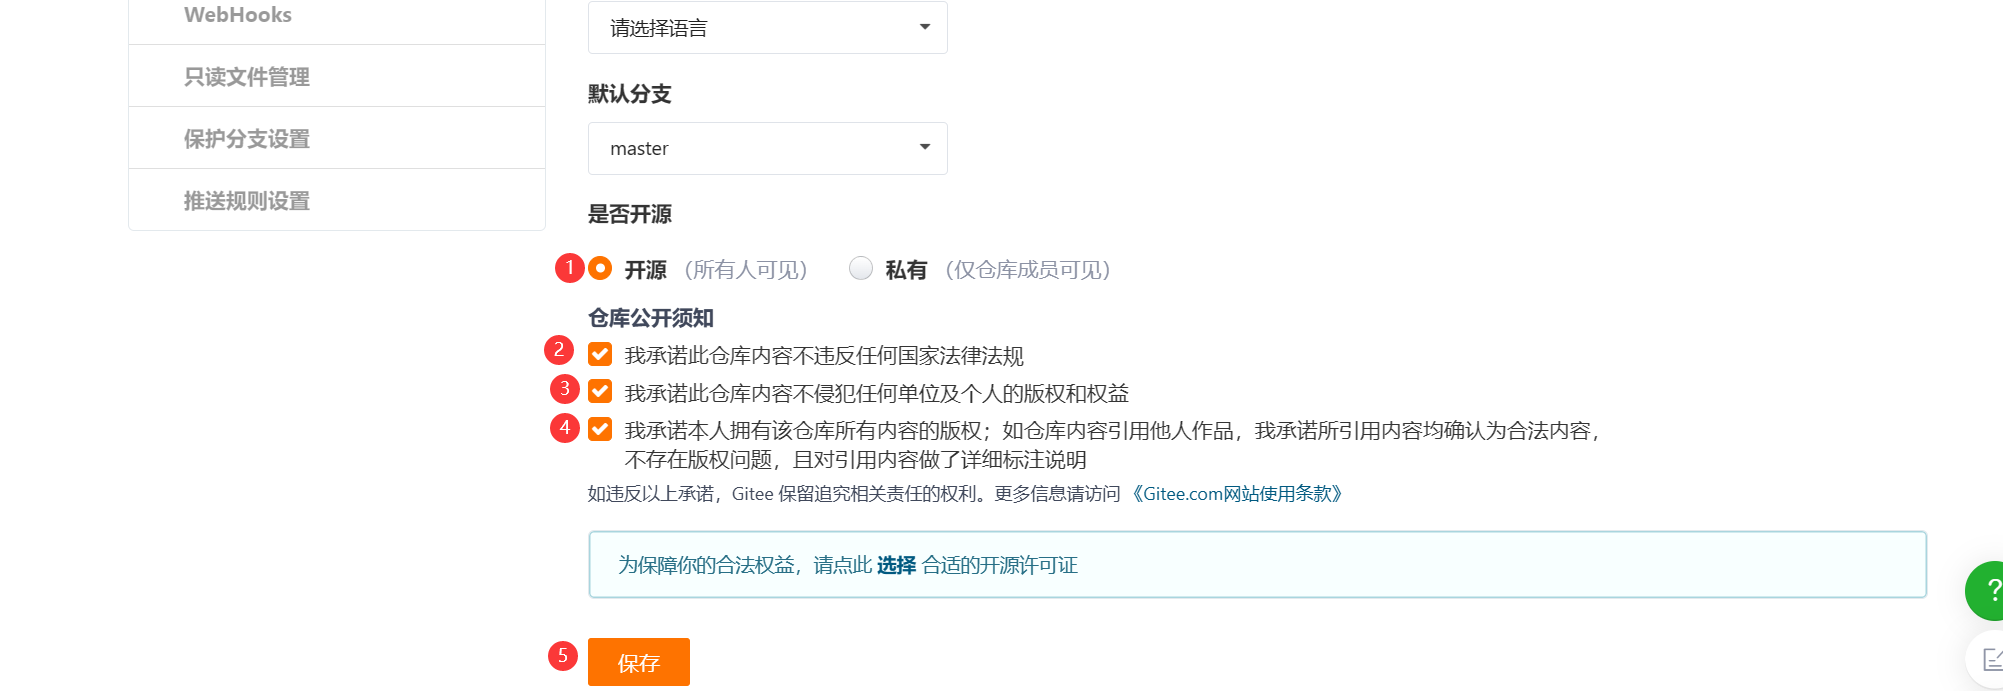 WebHooks
只读文件管理
保护分支设置
推送规则设置
请选择语言
默认分支
master
是否开源
1 开源 （所有人可见） 私有 （仅仓库成员可见）
仓库公开须知
2 我承诺此仓库内容不违反任何国家法律法规
3 我承诺此仓库内容不侵犯任何单位及个人的版权和权益
4 我承诺本人拥有该仓库所有内容的版权；如仓库内容引用他人作品，我承诺所引用内容均确认为合法内容，
不存在版权问题，且对引用内容做了详细标注说明
如违反以上承诺，Gitee 保留追究相关责任的权利。更多信息请访问 《Gitee.com网站使用条款》
为保障你的合法权益，请点此 选择 合适的开源许可证
?
5 保存